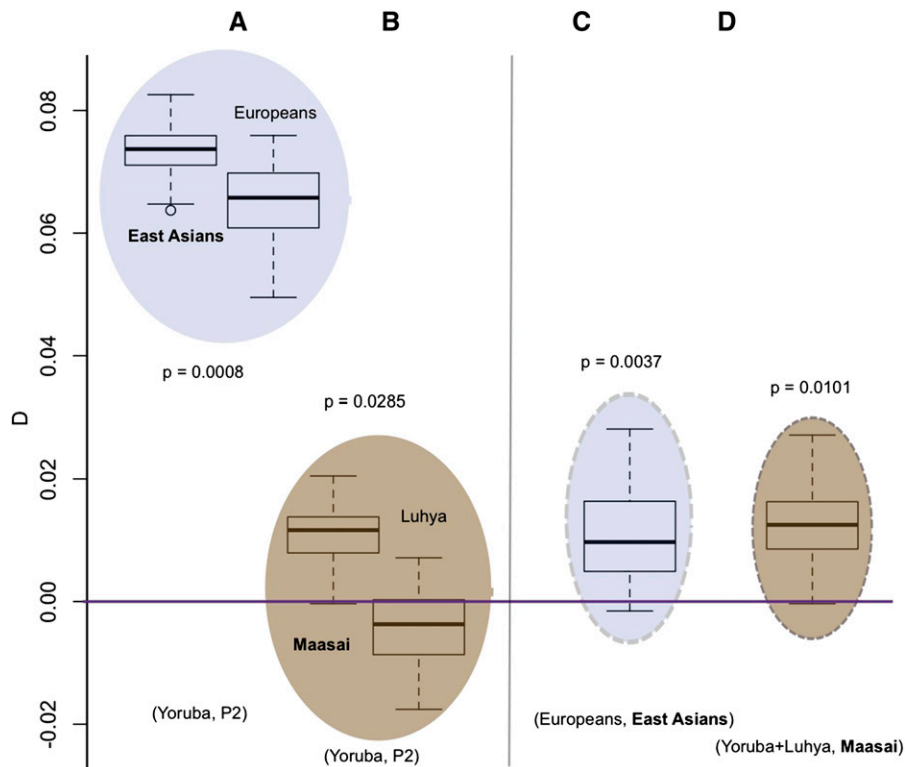 A B C D
0.08
Europeans
0.06
East Asians
0.04
p = 0.0008
p = 0.0037
p = 0.0285
p = 0.0101
D
0.02
Luhya
0.00
Maasai
-0.02
(Yoruba, P2)
(Yoruba, P2)
(Europeans, East Asians)
(Yoruba+Luhya, Maasai)